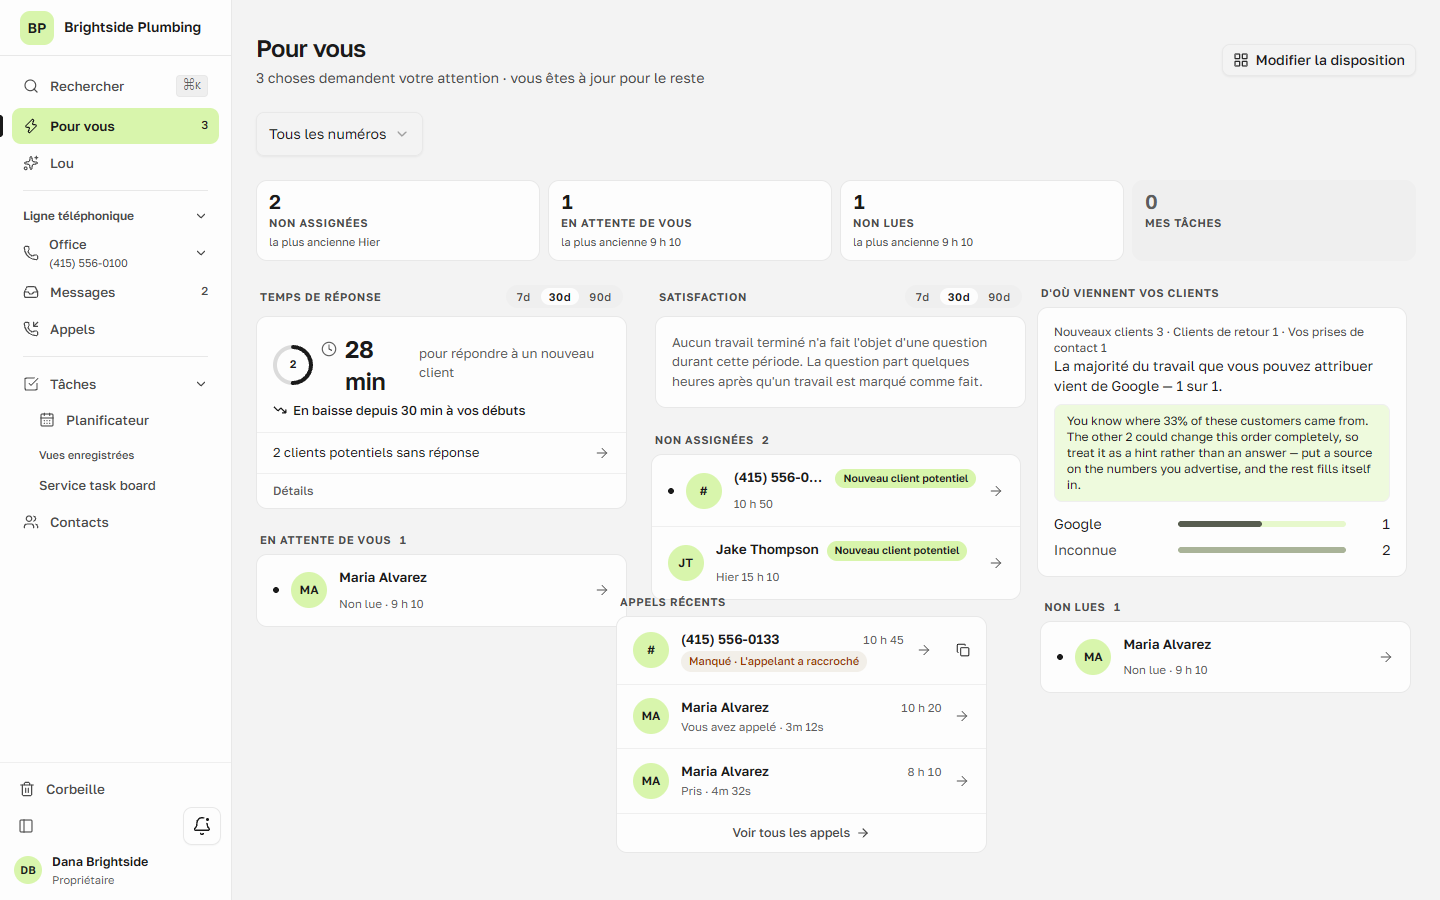 BP
Brightside Plumbing
Rechercher
⌘K
Pour vous
3
Lou
Ligne téléphonique
Office
(415) 556-0100
Messages
2
Appels
Tâches
Planificateur
Vues enregistrées
Service task board
Contacts
Corbeille
DB
Dana Brightside
Propriétaire
Pour vous
3 choses demandent votre attention · vous êtes à jour pour le reste
Modifier la disposition
Tous les numéros
2
NON ASSIGNÉES
la plus ancienne Hier
1
EN ATTENTE DE VOUS
la plus ancienne 9 h 10
1
NON LUES
la plus ancienne 9 h 10
0
MES TÂCHES
TEMPS DE RÉPONSE
7d 30d 90d
2
28
min
pour répondre à un nouveau
client
En baisse depuis 30 min à vos débuts
2 clients potentiels sans réponse
Détails
EN ATTENTE DE VOUS 1
MA
Maria Alvarez
Non lue · 9 h 10
SATISFACTION
7d 30d 90d
Aucun travail terminé n'a fait l'objet d'une question
durant cette période. La question part quelques
heures après qu'un travail est marqué comme fait.
NON ASSIGNÉES 2
#
(415) 556-0...
Nouveau client potentiel
10 h 50
JT
Jake Thompson
Nouveau client potentiel
Hier 15 h 10
APPELS RÉCENTS
#
(415) 556-0133
10 h 45
Manqué · L'appelant a raccroché
MA
Maria Alvarez
10 h 20
Vous avez appelé · 3m 12s
MA
Maria Alvarez
8 h 10
Pris · 4m 32s
Voir tous les appels
D'OÙ VIENNENT VOS CLIENTS
Nouveaux clients 3 · Clients de retour 1 · Vos prises de
contact 1
La majorité du travail que vous pouvez attribuer
vient de Google — 1 sur 1.
You know where 33% of these customers came from.
The other 2 could change this order completely, so
treat it as a hint rather than an answer — put a source
on the numbers you advertise, and the rest fills itself
in.
Google
1
Inconnue
2
NON LUES 1
MA
Maria Alvarez
Non lue · 9 h 10